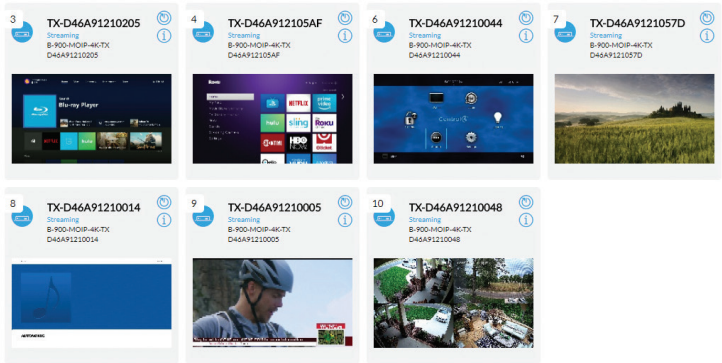 3
TX-D46A91210205
Streaming
B-900-MOIP-4K-TX
D46A91210205
Blu-ray Player
4
TX-D46A912105AF
Streaming
B-900-MOIP-4K-TX
D46A912105AF
Roku
NETFLIX
prime video
hulu
sling
Roku
HBO
NOW
6
TX-D46A91210044
Streaming
B-900-MOIP-4K-TX
D46A91210044
7
TX-D46A9121057D
Streaming
B-900-MOIP-4K-TX
D46A9121057D
8
TX-D46A91210014
Streaming
B-900-MOIP-4K-TX
D46A91210014
9
TX-D46A91210005
Streaming
B-900-MOIP-4K-TX
D46A91210005
10
TX-D46A91210048
Streaming
B-900-MOIP-4K-TX
D46A91210048